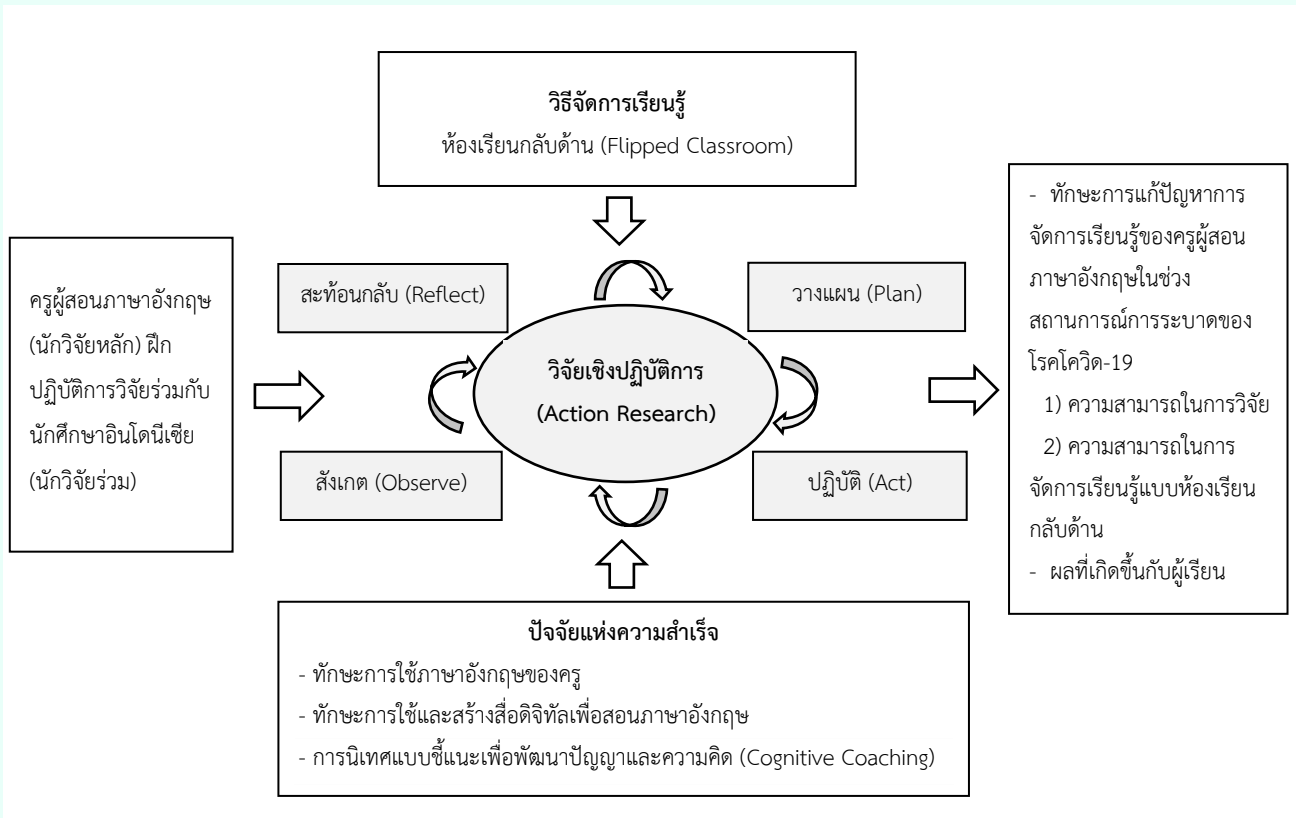 วิธีจัดการเรียนรู้
ห้องเรียนกลับด้าน (Flipped Classroom)
ครูผู้สอนภาษาอังกฤษ
(นักวิจัยหลัก) ฝึก
ปฏิบัติการวิจัยร่วมกับ
นักศึกษาอินโดนีเซีย
(นักวิจัยร่วม)
สะท้อนกลับ (Reflect)
วางแผน (Plan)
วิจัยเชิงปฏิบัติการ
(Action Research)
สังเกต (Observe)
ปฏิบัติ (Act)
- ทักษะการแก้ปัญหาการ
จัดการเรียนรู้ของครูผู้สอน
ภาษาอังกฤษในช่วง
สถานการณ์การระบาดของ
โรคโควิด-19
1) ความสามารถในการวิจัย
2) ความสามารถในการ
จัดการเรียนรู้แบบห้องเรียน
กลับด้าน
- ผลที่เกิดขึ้นกับผู้เรียน
ปัจจัยแห่งความสำเร็จ
- ทักษะการใช้ภาษาอังกฤษของครู
- ทักษะการใช้และสร้างสื่อดิจิทัลเพื่อสอนภาษาอังกฤษ
- การนิเทศแบบชี้แนะเพื่อพัฒนาปัญญาและความคิด (Cognitive Coaching)